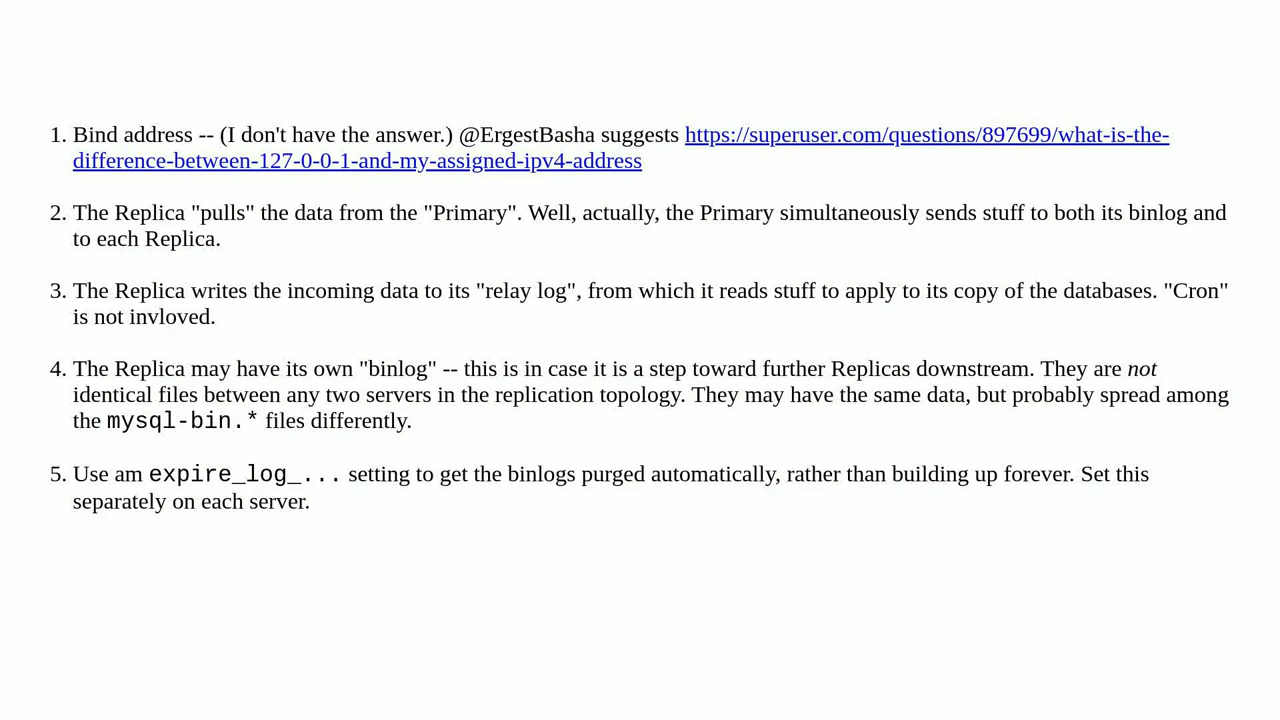 1. Bind address -- (I don't have the answer.) @ErgestBasha suggests https://superuser.com/questions/897699/what-is-the-
difference-between-127-0-0-1-and-my-assigned-ipv4-address
2. The Replica "pulls" the data from the "Primary". Well, actually, the Primary simultaneously sends stuff to both its binlog and
to each Replica.
3. The Replica writes the incoming data to its "relay log", from which it reads stuff to apply to its copy of the databases. "Cron"
is not invloved.
4. The Replica may have its own "binlog" -- this is in case it is a step toward further Replicas downstream. They are not
identical files between any two servers in the replication topology. They may have the same data, but probably spread among
the mysql-bin.* files differently.
5. Use am expire_log_... setting to get the binlogs purged automatically, rather than building up forever. Set this
separately on each server.